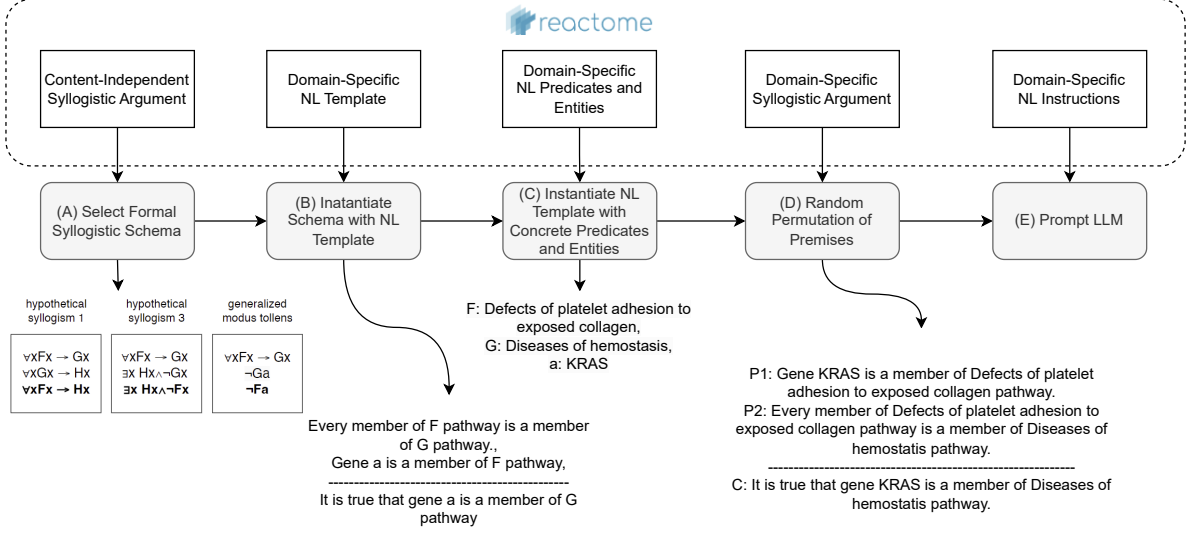 reactome
Content-Independent
Syllogistic Argument
Domain-Specific
NL Template
Domain-Specific
NL Predicates and
Entities
Domain-Specific
Syllogistic Argument
Domain-Specific
NL Instructions
(A) Select Formal
Syllogistic Schema
(B) Inatantiate
Schema with NL
Template
(C) Instantiate NL
Template with
Concrete Predicates
and Entities
(D) Random
Permutation of
Premises
(E) Prompt LLM
hypothetical
syllogism 1
∀xFx → Gx
∀xGx → Hx
∀xFx → Hx
hypothetical
syllogism 3
∀xFx → Gx
∃x Hx∧¬Gx
∃x Hx∧¬Fx
generalized
modus tollens
∀xFx → Gx
¬Ga
¬Fa
Every member of F pathway is a member
of G pathway.,
Gene a is a member of F pathway,
-----------------------------------------
It is true that gene a is a member of G
pathway
F: Defects of platelet adhesion to
exposed collagen,
G: Diseases of hemostasis,
a: KRAS
P1: Gene KRAS is a member of Defects of platelet
adhesion to exposed collagen pathway.
P2: Every member of Defects of platelet adhesion to
exposed collagen pathway is a member of Diseases of
hemostatis pathway.
----------------------------------------------------
C: It is true that gene KRAS is a member of Diseases of
hemostatis pathway.